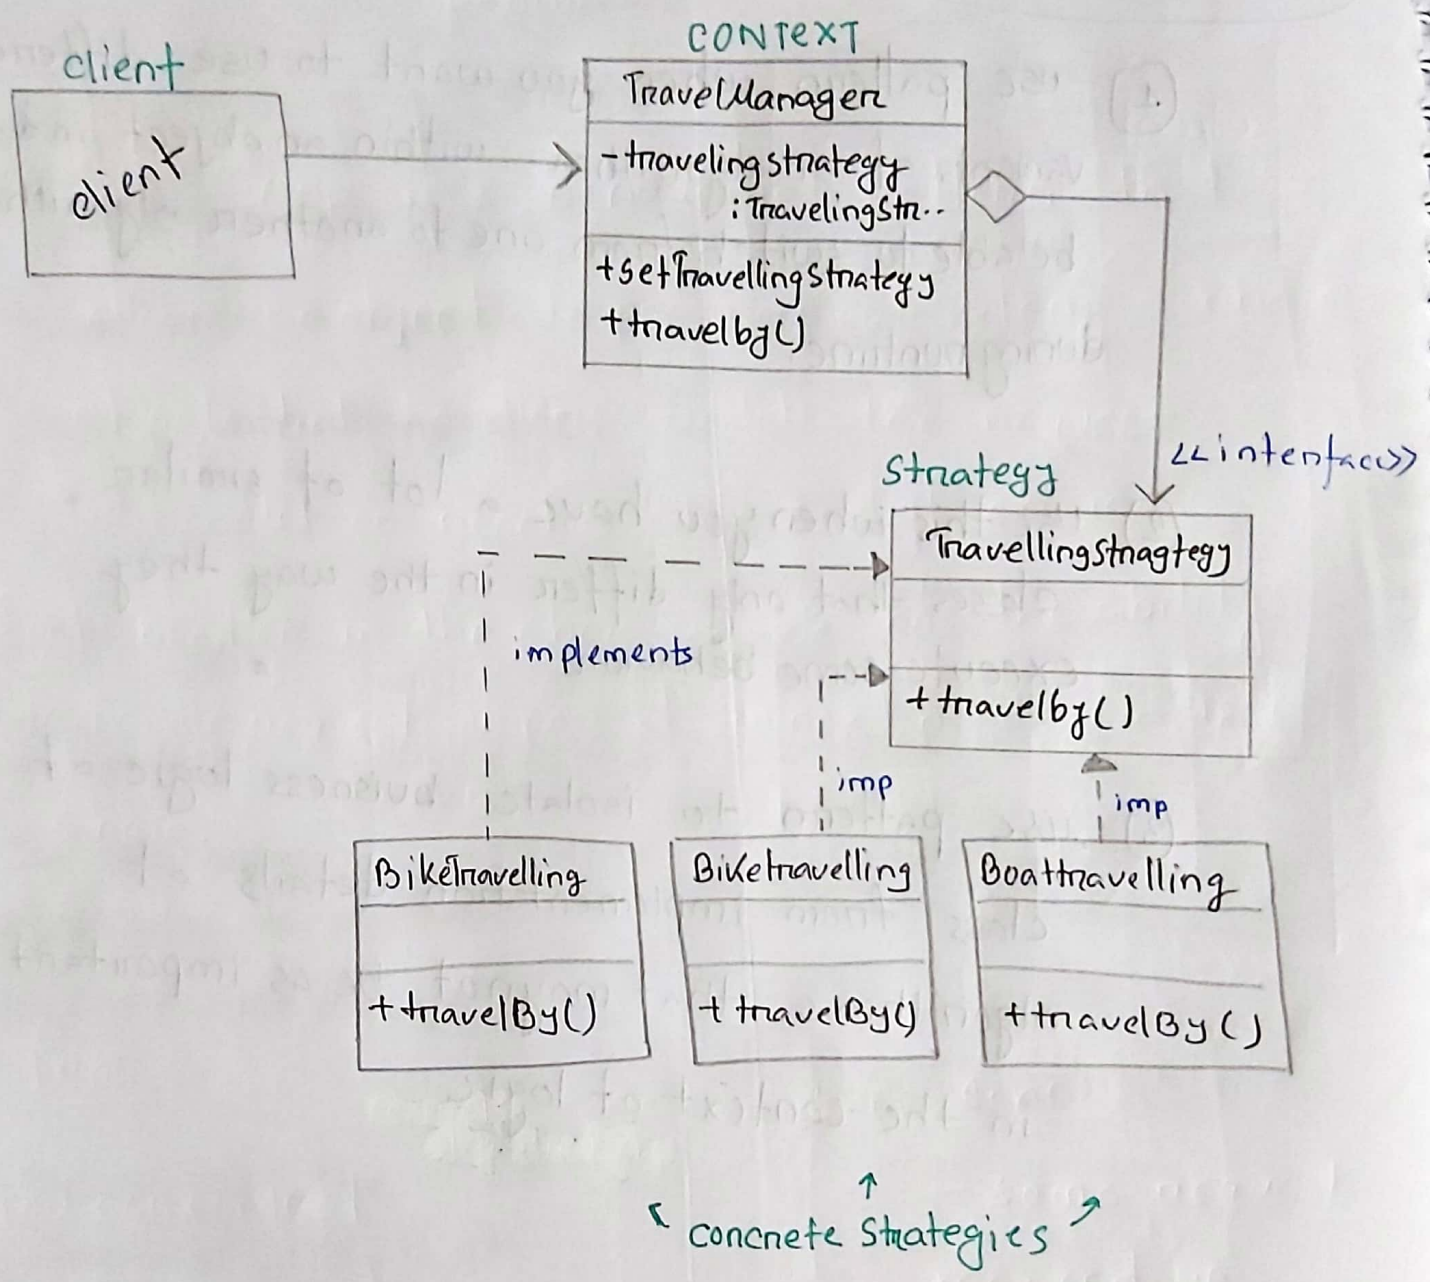 client
client
CONTEXT
TravelManager
-travelingstrategy
:TravelingStr..
+setTravellingStrategy
+travelby()
<<interface>>
Strategy
TravellingStragtegy
+travelby()
implements
imp
imp
BikeTravelling
+travelBy()
Biketravelling
+travelBy()
Boattravelling
+travelBy()
concrete Strategies